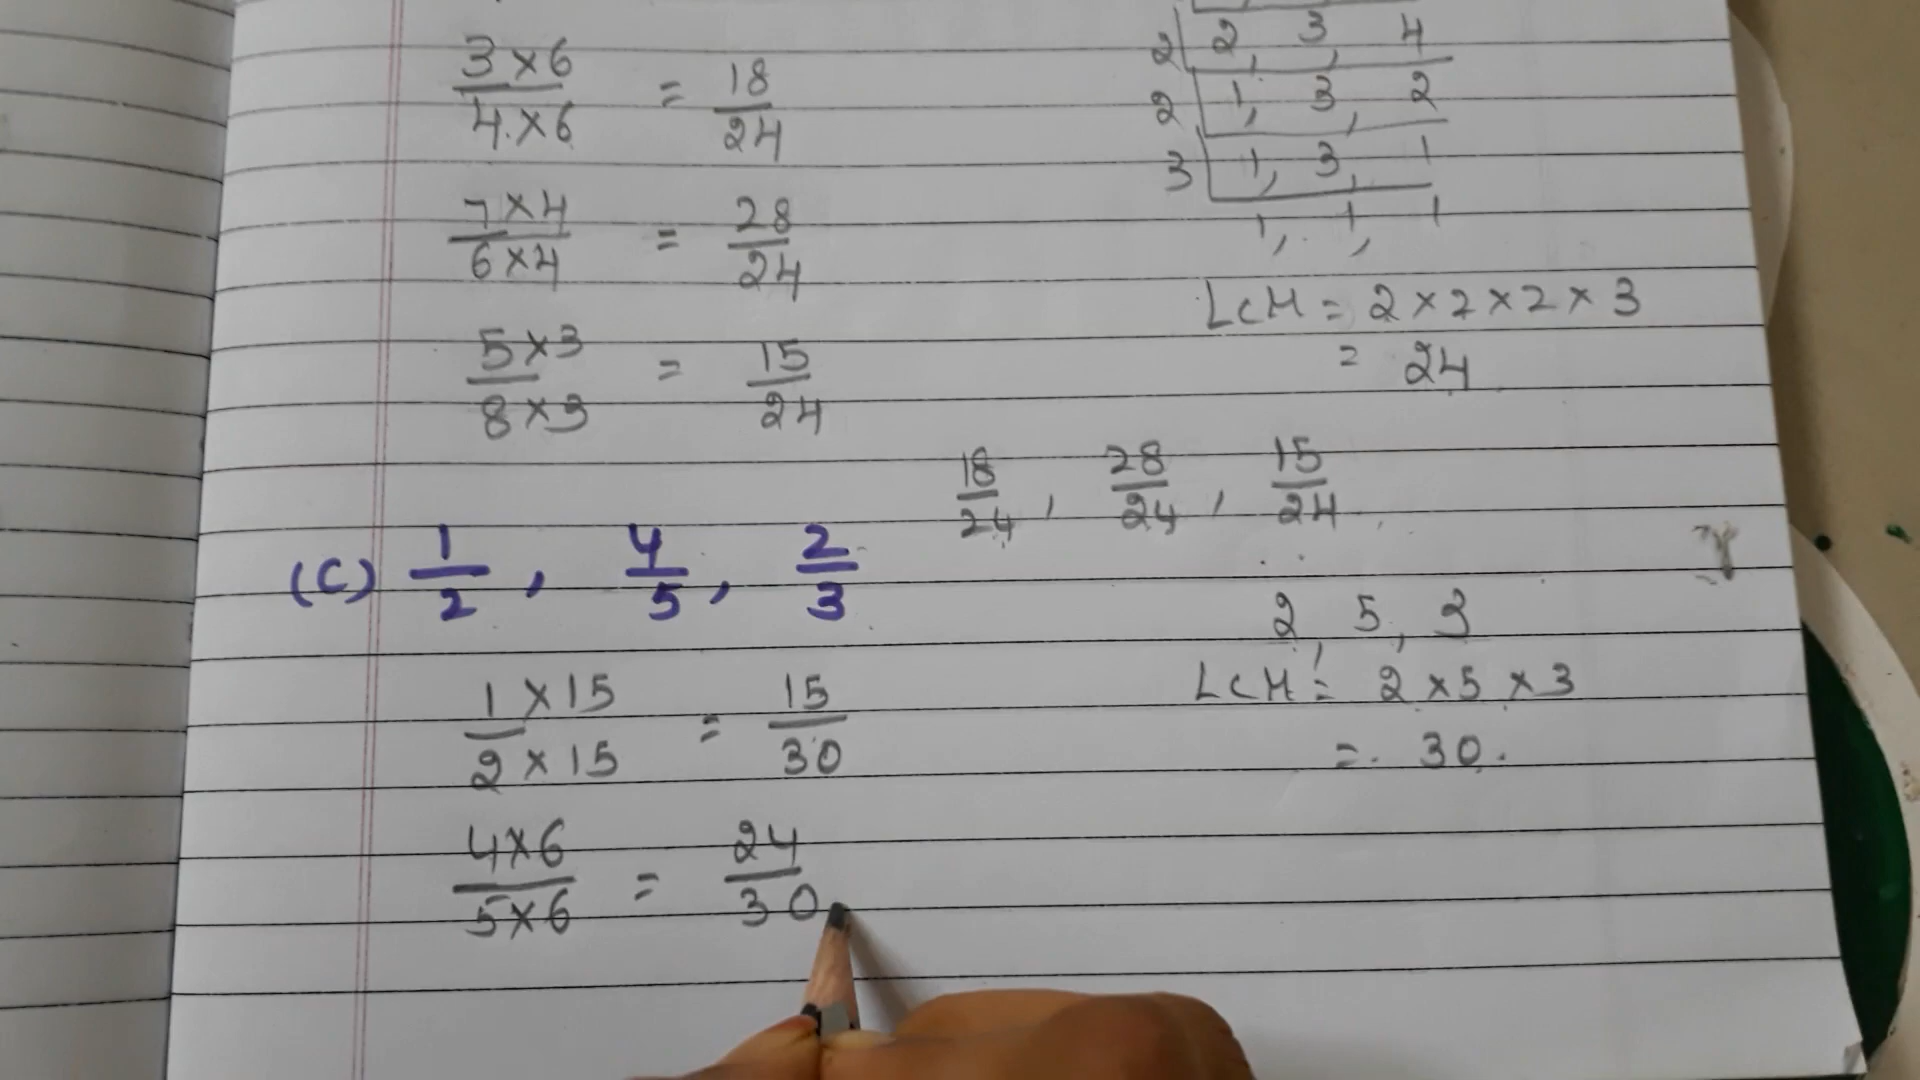 3 × 6 / 4 × 6 = 18 / 24
7 × 4 / 6 × 4 = 28 / 24
5 × 3 / 8 × 3 = 15 / 24
2 | 2, 3, 4
2 | 1, 3, 2
3 | 1, 3, 1
1, 1, 1
LCM = 2 × 2 × 2 × 3
= 24
18/24, 28/24, 15/24
(C) 1/2, 4/5, 2/3
1 × 15 / 2 × 15 = 15 / 30
4 × 6 / 5 × 6 = 24 / 30
2, 5, 3
LCM = 2 × 5 × 3
= 30.